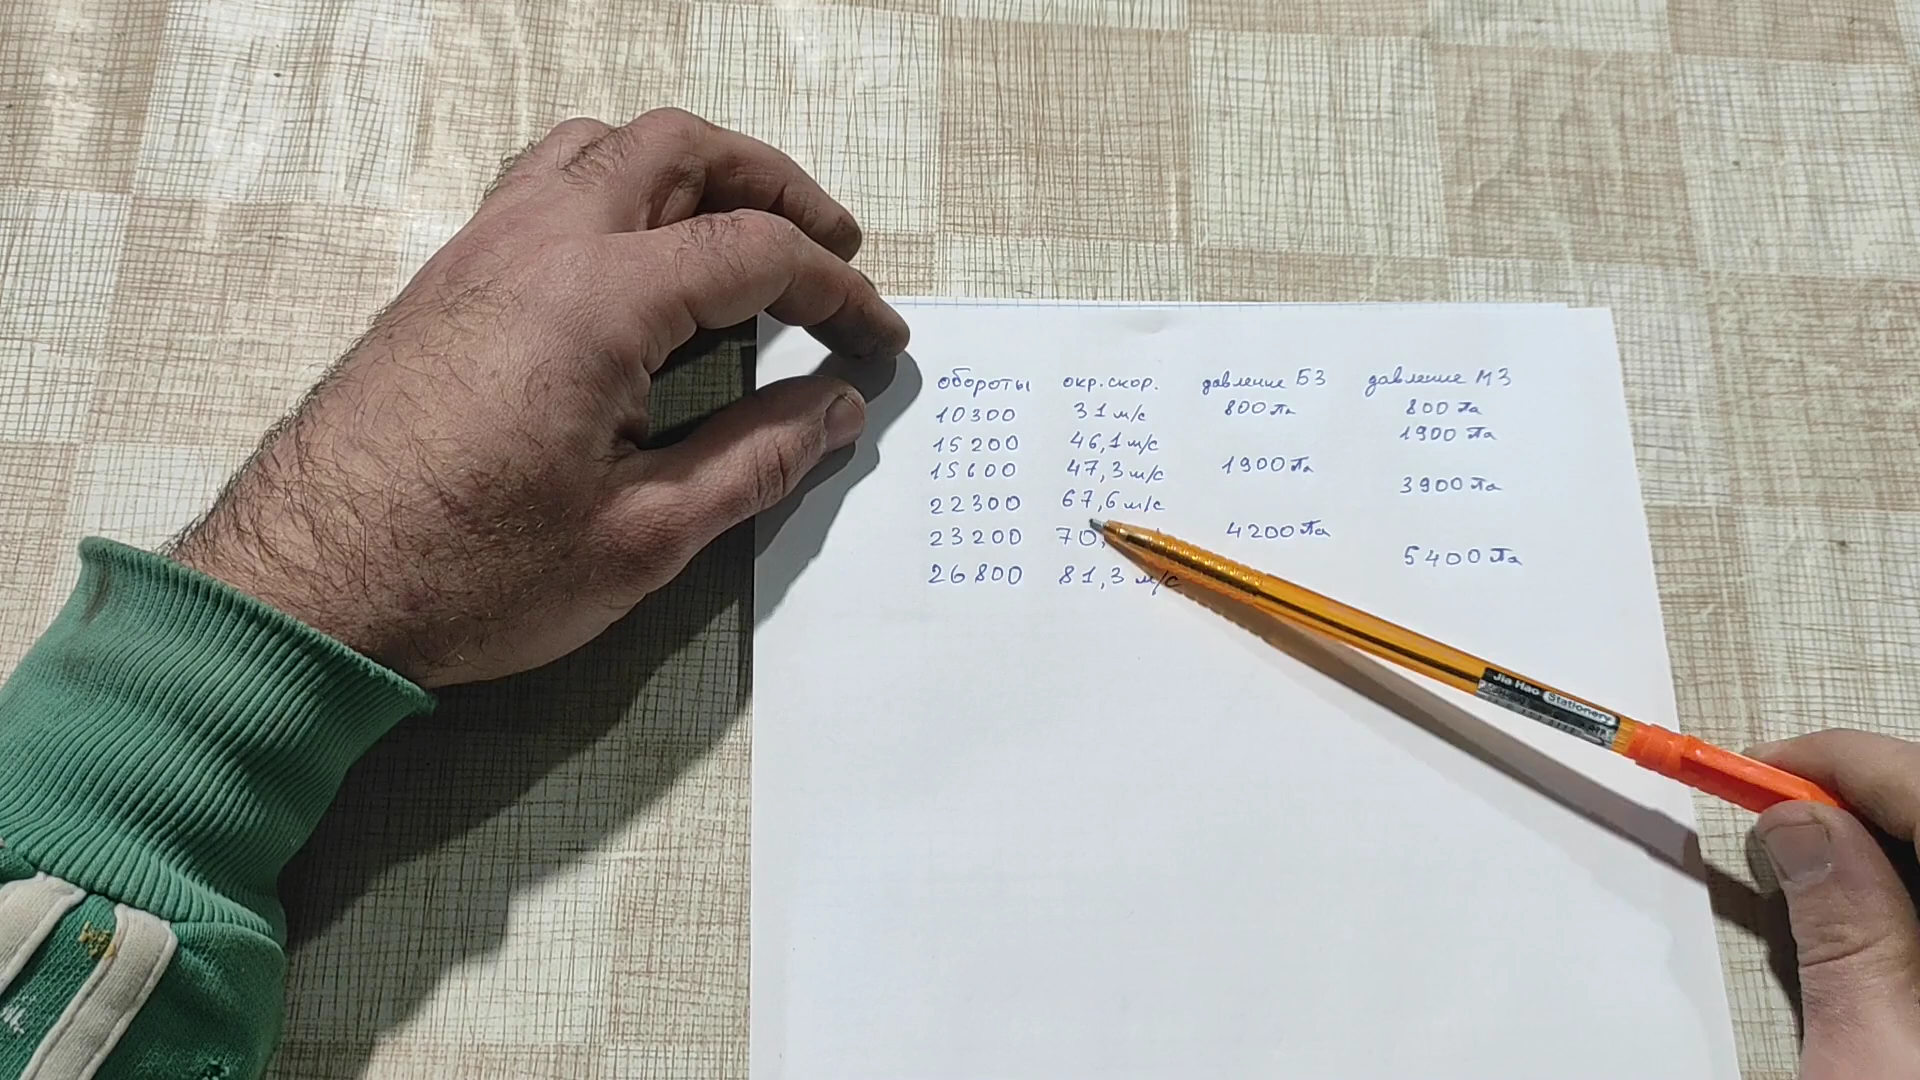 обороты окр.скор. давление БЗ давление МЗ
10300 31 м/с 800 Па 800 Па
15200 46,1 м/с 1900 Па
15600 47,3 м/с 1900 Па
22300 67,6 м/с 3900 Па
23200 70, 4200 Па
26800 81,3 м/с 5400 Па
Jia Hao Stationery